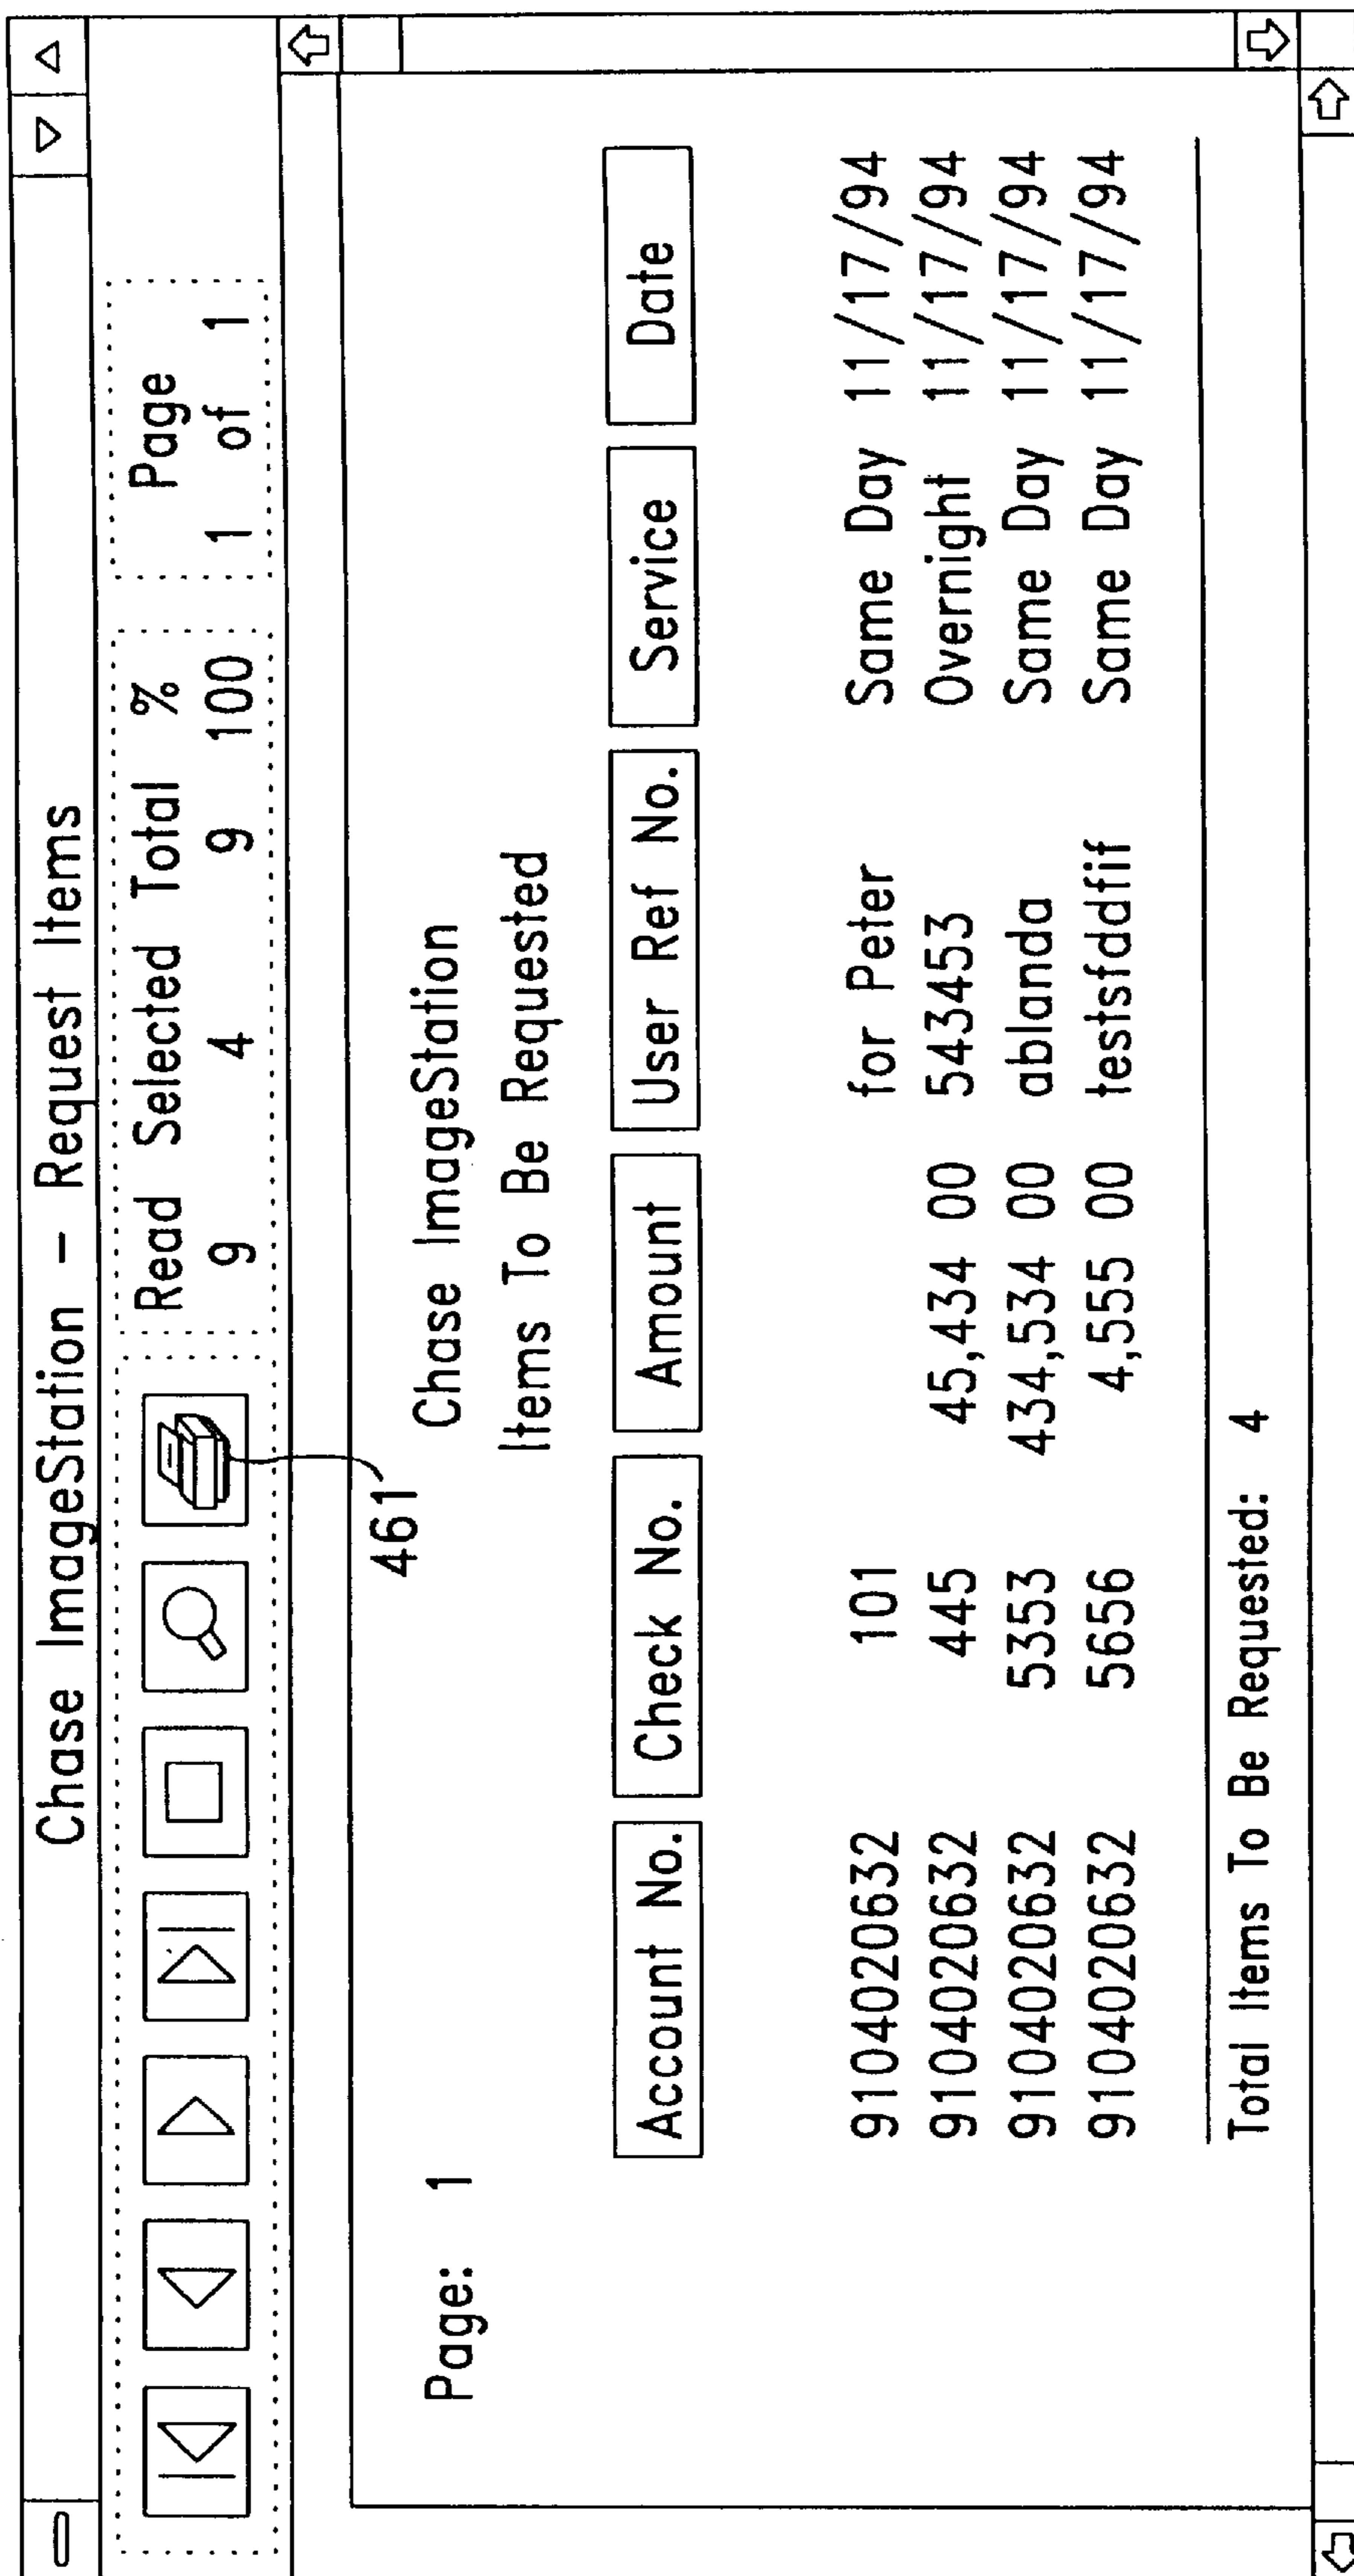 Chase ImageStation - Request Items
Read Selected Total %
9 4 9 100
Page
1 of 1
461
Chase ImageStation
Page: 1
Items To Be Requested
Account No. Check No. Amount User Ref No. Service Date
9104020632 101 for Peter Same Day 11/17/94
9104020632 445 45,434 00 543453 Overnight 11/17/94
9104020632 5353 434,534 00 ablanda Same Day 11/17/94
9104020632 5656 4,555 00 testsfddfif Same Day 11/17/94
Total Items To Be Requested: 4